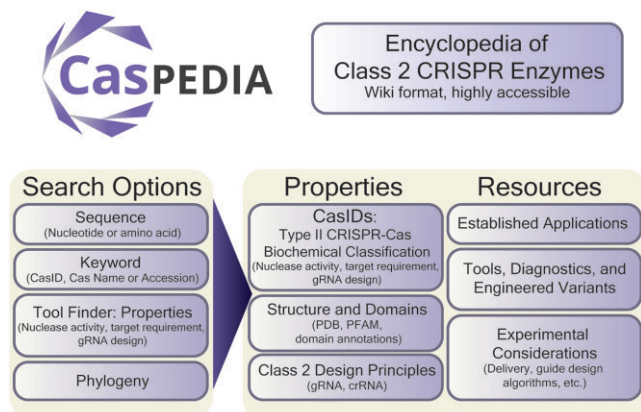 CasPEDIA
Encyclopedia of
Class 2 CRISPR Enzymes
Wiki format, highly accessible
Search Options
Sequence
(Nucleotide or amino acid)
Keyword
(CasID, Cas Name or Accession)
Tool Finder: Properties
(Nuclease activity, target requirement,
gRNA design)
Phylogeny
Properties
CasIDs:
Type II CRISPR-Cas
Biochemical Classification
(Nuclease activity, target requirement,
gRNA design)
Structure and Domains
(PDB, PFAM,
domain annotations)
Class 2 Design Principles
(gRNA, crRNA)
Resources
Established Applications
Tools, Diagnostics, and
Engineered Variants
Experimental
Considerations
(Delivery, guide design
algorithms, etc.)